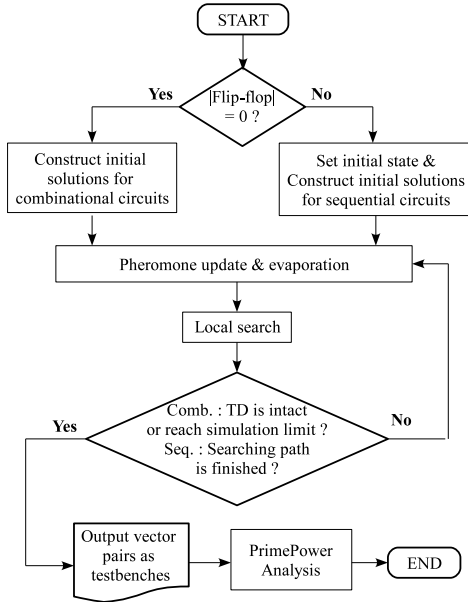 START
Yes
|Flip-flop|
= 0 ?
No
Construct initial
solutions for
combinational circuits
Set initial state &
Construct initial solutions
for sequential circuits
Pheromone update & evaporation
Local search
Yes
Comb. : TD is intact
or reach simulation limit ?
Seq. : Searching path
is finished ?
No
Output vector
pairs as
testbenches
PrimePower
Analysis
END